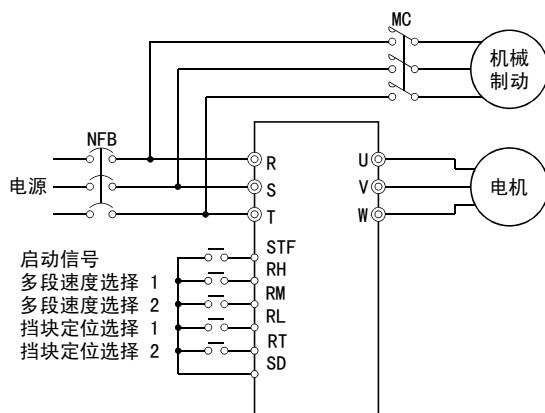 MC
机械
制动
NFB
电源
R
S
T
U
V
W
电机
启动信号
STF
多段速度选择 1
RH
多段速度选择 2
RM
挡块定位选择 1
RL
挡块定位选择 2
RT
SD